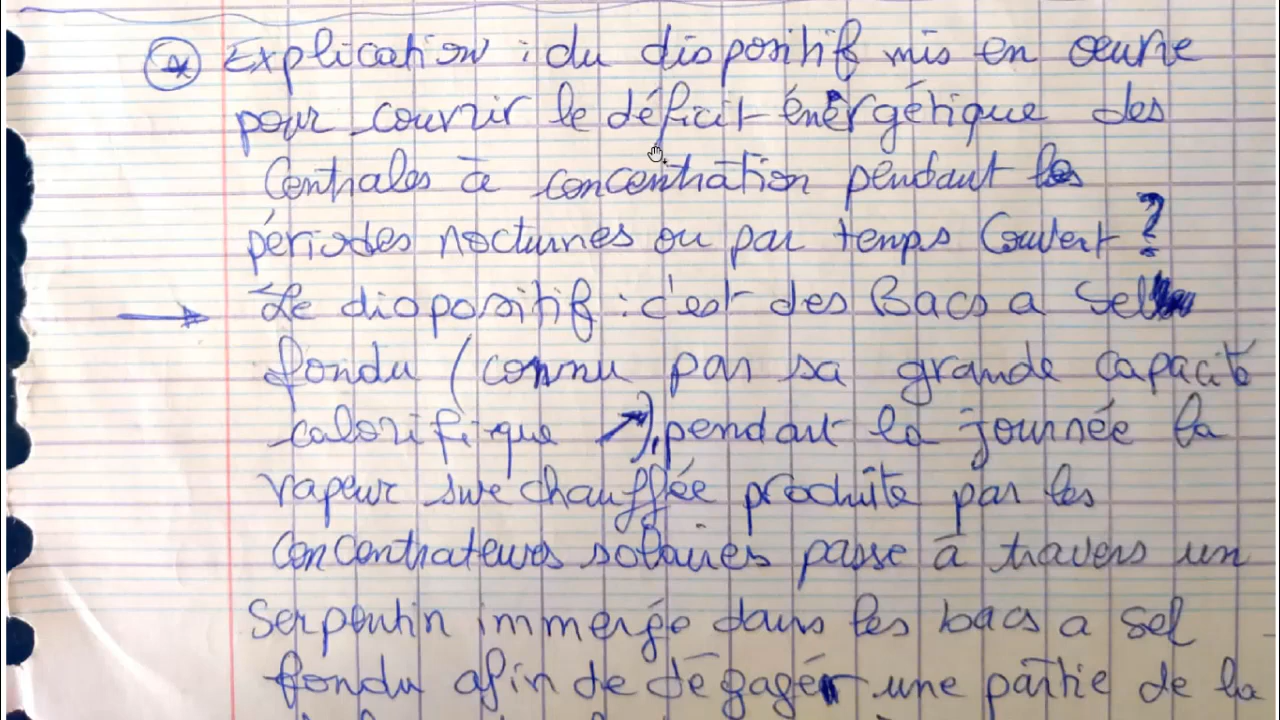 Explication : du dispositif mis en œuvre
pour couvrir le déficit énérgétique des
Centrales à concentration pendant les
périodes nocturnes ou par temps Couvert ?
→ Le dispositif : c'est des Bacs a Sel
fondu (connu par sa grande capacité
calorifique ↗), pendant la journée la
vapeur surchauffée produite par les
concentrateurs solaires passe à travers un
Serpentin immergé dans les bacs a sel
fondu afin de dégager une partie de la